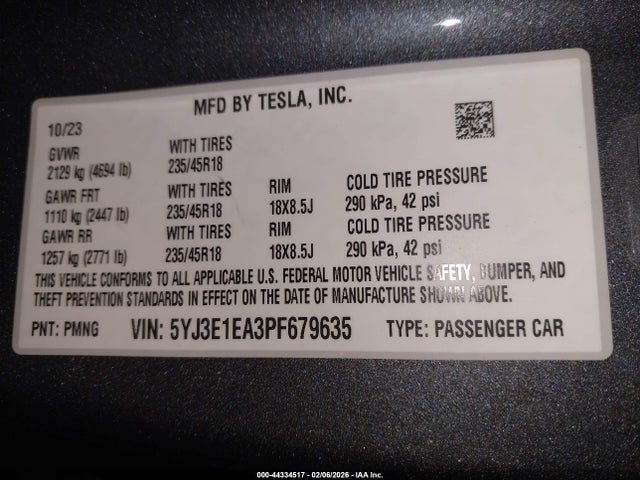 MFD BY TESLA, INC.
10/23
GVWR WITH TIRES
2129 kg (4694 lb) 235/45R18
GAWR FRT WITH TIRES RIM COLD TIRE PRESSURE
1110 kg (2447 lb) 235/45R18 18X8.5J 290 kPa, 42 psi
GAWR RR WITH TIRES RIM COLD TIRE PRESSURE
1257 kg (2771 lb) 235/45R18 18X8.5J 290 kPa, 42 psi
THIS VEHICLE CONFORMS TO ALL APPLICABLE U.S. FEDERAL MOTOR VEHICLE SAFETY, BUMPER, AND
THEFT PREVENTION STANDARDS IN EFFECT ON THE DATE OF MANUFACTURE SHOWN ABOVE.
PNT: PMNG VIN: 5YJ3E1EA3PF679635 TYPE: PASSENGER CAR
000-44334517 - 02/06/2026 - IAA Inc.